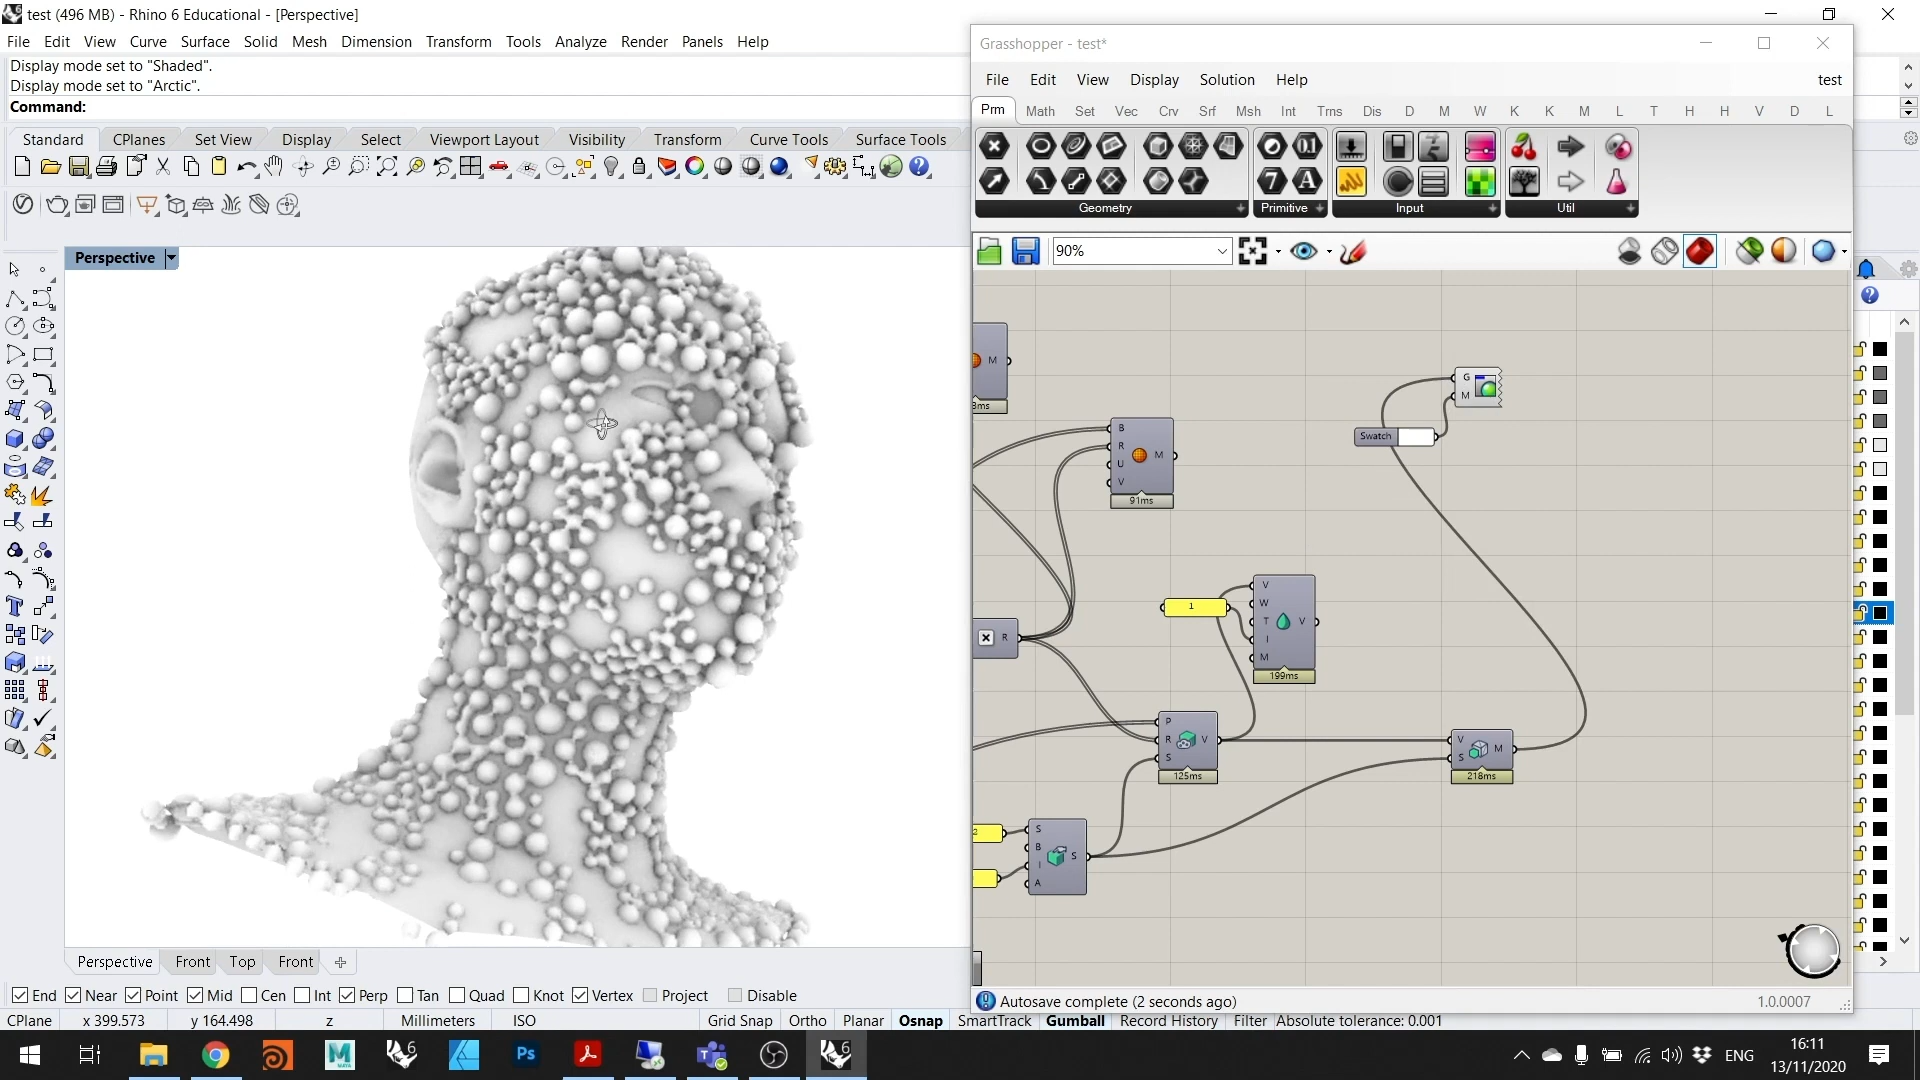 test (496 MB) - Rhino 6 Educational - [Perspective]
File Edit View Curve Surface Solid Mesh Dimension Transform Tools Analyze Render Panels Help
Display mode set to "Shaded".
Display mode set to "Arctic".
Command:
Standard CPlanes Set View Display Select Viewport Layout Visibility Transform Curve Tools Surface Tools
Perspective
Perspective Front Top Front
End Near Point Mid Cen Int Perp Tan Quad Knot Vertex Project Disable
CPlane x 399.573 y 164.498 z Millimeters ISO Grid Snap Ortho Planar Osnap SmartTrack Gumball Record History Filter Absolute tolerance: 0.001
Grasshopper - test*
File Edit View Display Solution Help test
Prm Math Set Vec Crv Srf Msh Int Trns Dis D M W K K M L T H H V D L
Geometry Primitive Input Util
90%
M
B
R
U
V
M
91ms
G
M
Swatch
1
V
W
T
I
M
V
199ms
R
P
R
S
V
125ms
V
S
M
218ms
2
S
B
I
A
S
Autosave complete (2 seconds ago) 1.0.0007
ENG
16:11
13/11/2020